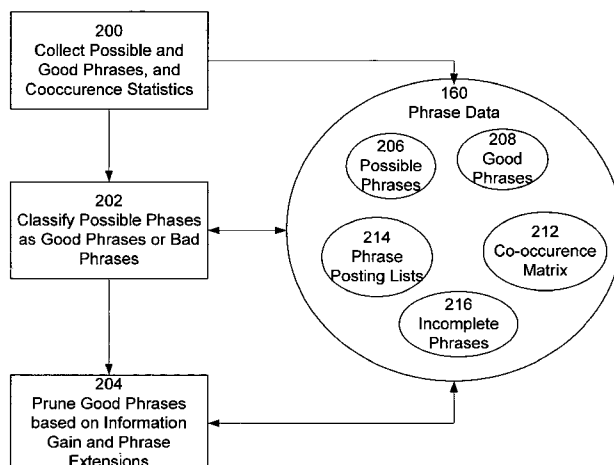 200
Collect Possible and
Good Phrases, and
Cooccurence Statistics
160
Phrase Data
206
Possible
Phrases
208
Good
Phrases
202
Classify Possible Phases
as Good Phrases or Bad
Phrases
214
Phrase
Posting Lists
212
Co-occurence
Matrix
216
Incomplete
Phrases
204
Prune Good Phrases
based on Information
Gain and Phrase
Extensions